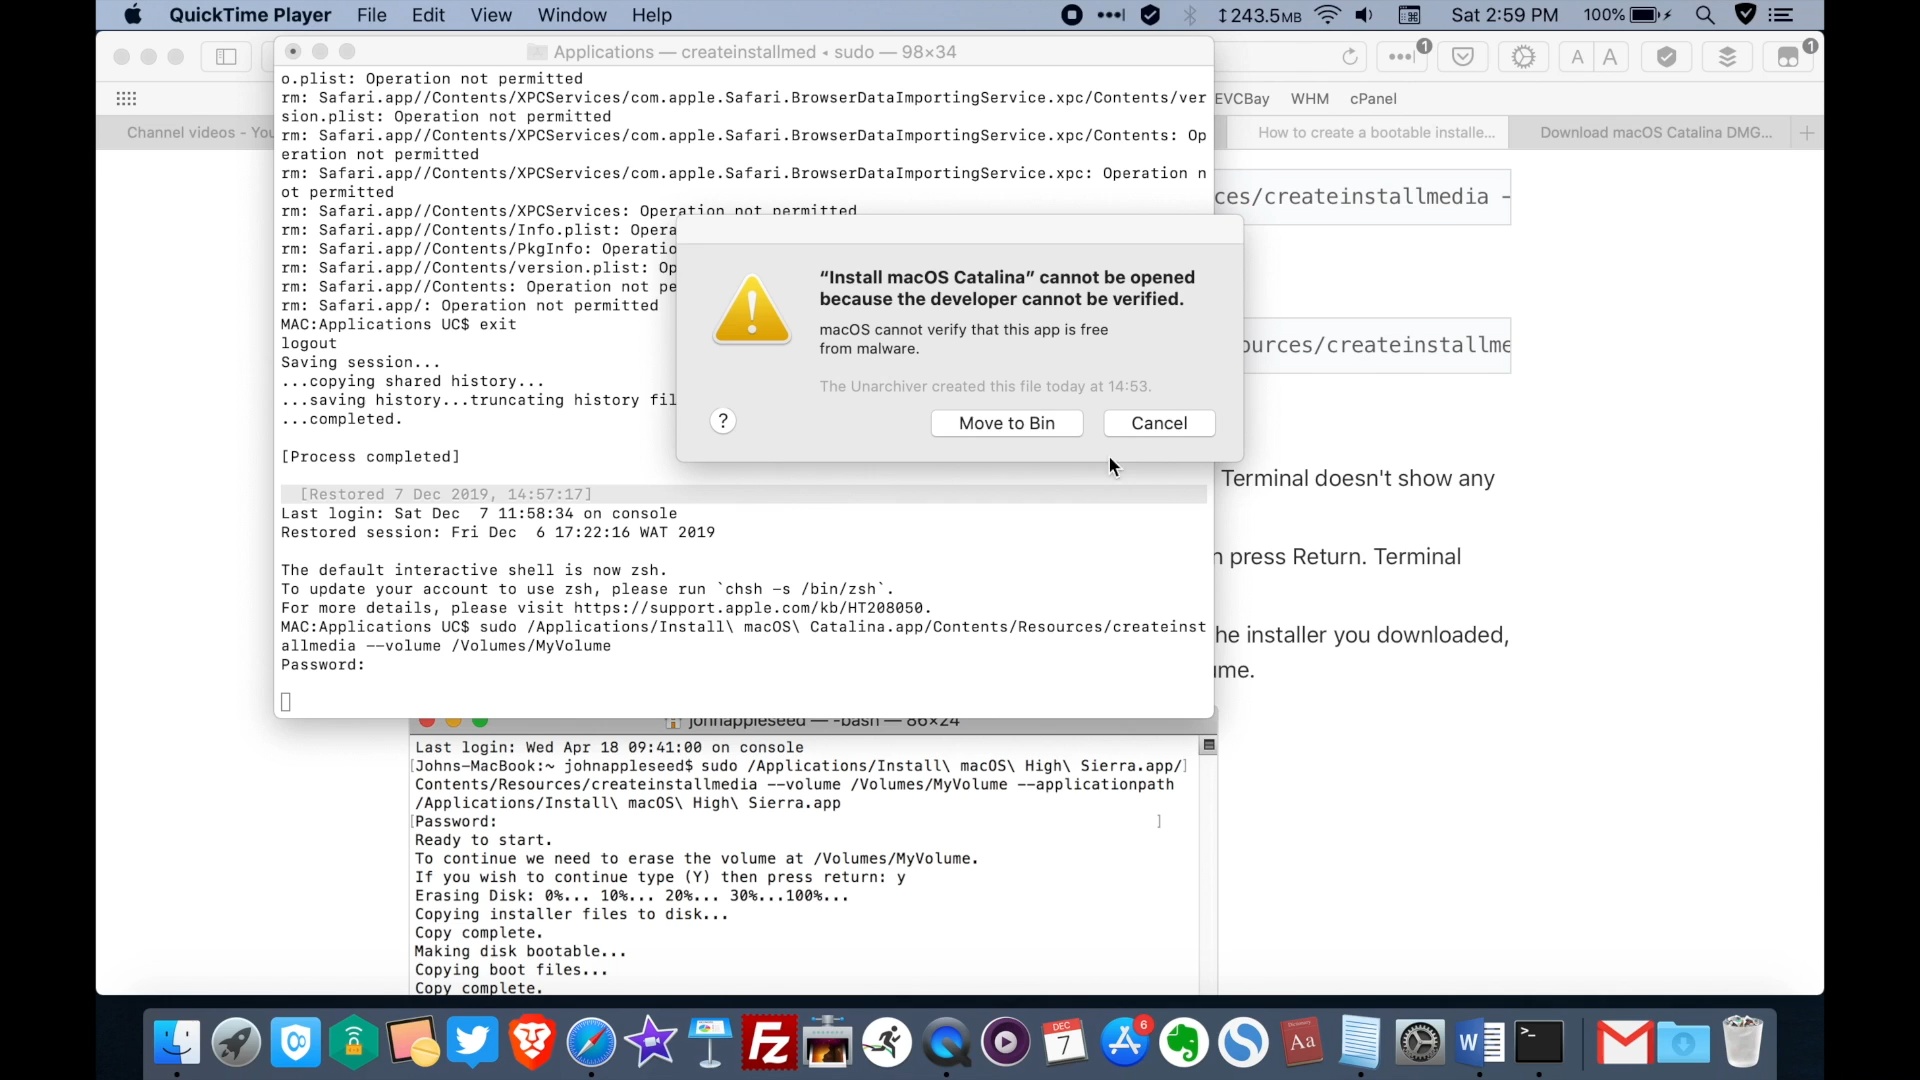 QuickTime Player File Edit View Window Help 243.5MB Sat 2:59 PM 100%
Applications — createinstallmed ◂ sudo — 98×34
1
A A
1
EVCBay WHM cPanel
Channel videos - You
How to create a bootable installe...
Download macOS Catalina DMG...
o.plist: Operation not permitted
rm: Safari.app//Contents/XPCServices/com.apple.Safari.BrowserDataImportingService.xpc/Contents/ver
sion.plist: Operation not permitted
rm: Safari.app//Contents/XPCServices/com.apple.Safari.BrowserDataImportingService.xpc/Contents: Op
eration not permitted
rm: Safari.app//Contents/XPCServices/com.apple.Safari.BrowserDataImportingService.xpc: Operation n
ot permitted
rm: Safari.app//Contents/XPCServices: Operation not permitted
rm: Safari.app//Contents/Info.plist: Opera
rm: Safari.app//Contents/PkgInfo: Operatio
rm: Safari.app//Contents/version.plist: Op
rm: Safari.app//Contents: Operation not pe
rm: Safari.app/: Operation not permitted
MAC:Applications UC$ exit
logout
Saving session...
...copying shared history...
...saving history...truncating history fil
...completed.
[Process completed]
[Restored 7 Dec 2019, 14:57:17]
Last login: Sat Dec  7 11:58:34 on console
Restored session: Fri Dec  6 17:22:16 WAT 2019
The default interactive shell is now zsh.
To update your account to use zsh, please run `chsh -s /bin/zsh`.
For more details, please visit https://support.apple.com/kb/HT208050.
MAC:Applications UC$ sudo /Applications/Install\ macOS\ Catalina.app/Contents/Resources/createinst
allmedia --volume /Volumes/MyVolume
Password:
“Install macOS Catalina” cannot be opened
because the developer cannot be verified.
macOS cannot verify that this app is free
from malware.
The Unarchiver created this file today at 14:53.
? Move to Bin Cancel
ces/createinstallmedia -
ources/createinstallme
Terminal doesn't show any
n press Return. Terminal
he installer you downloaded,
ume.
johnappleseed — -bash — 86×24
Last login: Wed Apr 18 09:41:00 on console
[Johns-MacBook:~ johnappleseed$ sudo /Applications/Install\ macOS\ High\ Sierra.app/]
Contents/Resources/createinstallmedia --volume /Volumes/MyVolume --applicationpath
/Applications/Install\ macOS\ High\ Sierra.app
[Password: ]
Ready to start.
To continue we need to erase the volume at /Volumes/MyVolume.
If you wish to continue type (Y) then press return: y
Erasing Disk: 0%... 10%... 20%... 30%...100%...
Copying installer files to disk...
Copy complete.
Making disk bootable...
Copying boot files...
Copy complete.
Fz
DEC
7
6
Dictionary
Aa
W
>_